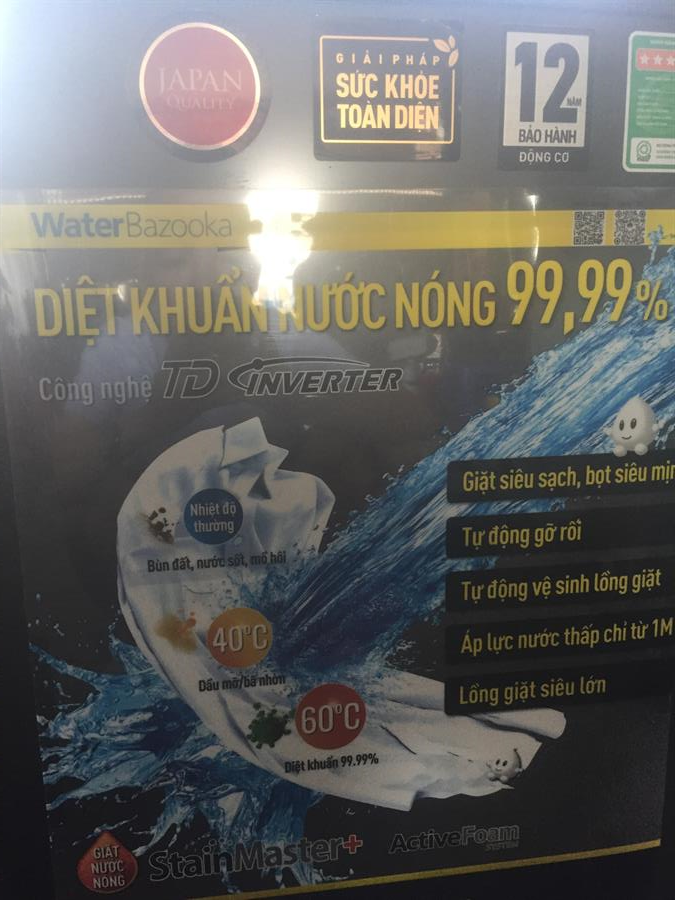 JAPAN
QUALITY
GIẢI PHÁP
SỨC KHỎE
TOÀN DIỆN
12
NĂM
BẢO HÀNH
ĐỘNG CƠ
WaterBazooka
DIỆT KHUẨN NƯỚC NÓNG 99,99%
Công nghệ TD INVERTER
Giặt siêu sạch, bọt siêu mịn
Nhiệt độ
thường
Tự động gỡ rối
Bùn đất, nước sốt, mồ hôi
Tự động vệ sinh lồng giặt
40°C
Áp lực nước thấp chỉ từ 1M
Dầu mỡ/bã nhờn
Lồng giặt siêu lớn
60°C
Diệt khuẩn 99.99%
GIẶT
NƯỚC
NÓNG
StainMaster+
ActiveFoam
SYSTEM